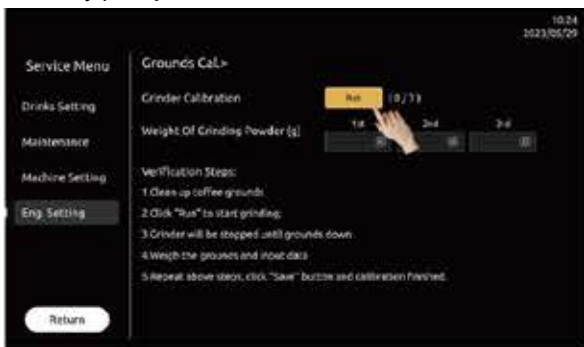 10:24
2023/05/29
Service Menu
Grounds Cal.>
Drinks Setting
Grinder Calibration
Run
Weight Of Grinding Powder (g)
1st
2nd
3rd
Maintenance
Machine Setting
Verification Steps:
1.Clean up coffee grounds
Eng. Setting
2.Click "Run" to start grinding;
3.Grinder will be stopped until grounds down
4.Weigh the grounds and input data
5.Repeat above steps, click "Save" button and calibration finished.
Return